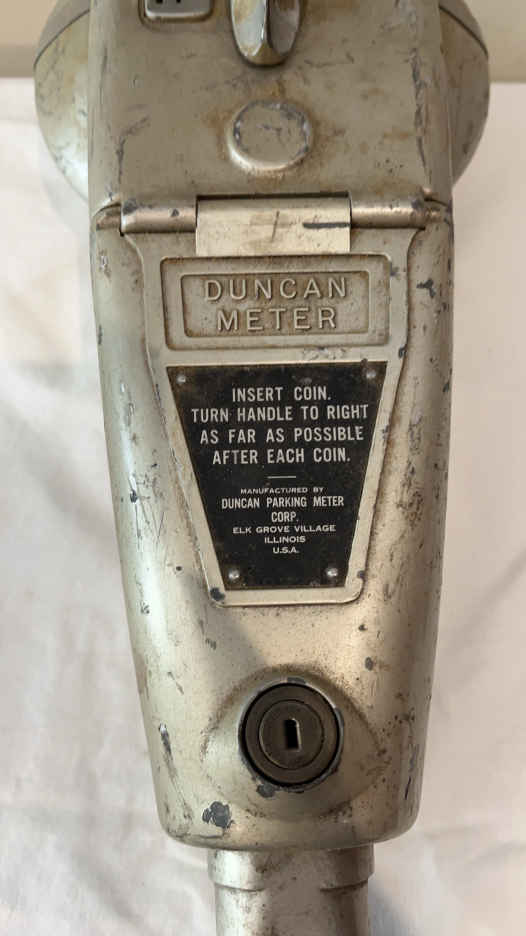 DUNCAN
METER
INSERT COIN.
TURN HANDLE TO RIGHT
AS FAR AS POSSIBLE
AFTER EACH COIN.
MANUFACTURED BY
DUNCAN PARKING METER
CORP.
ELK GROVE VILLAGE
ILLINOIS
U.S.A.